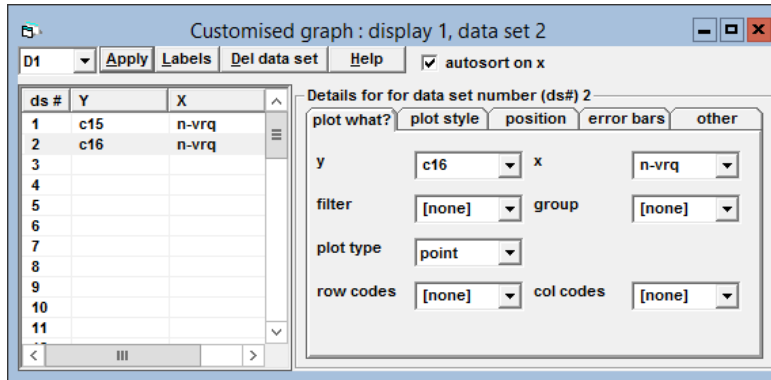 Customised graph : display 1, data set 2
D1 Apply Labels Del data set Help autosort on x
ds # Y X
1 c15 n-vrq
2 c16 n-vrq
3
4
5
6
7
8
9
10
11
Details for for data set number (ds#) 2
plot what? plot style position error bars other
y c16 x n-vrq
filter [none] group [none]
plot type point
row codes [none] col codes [none]